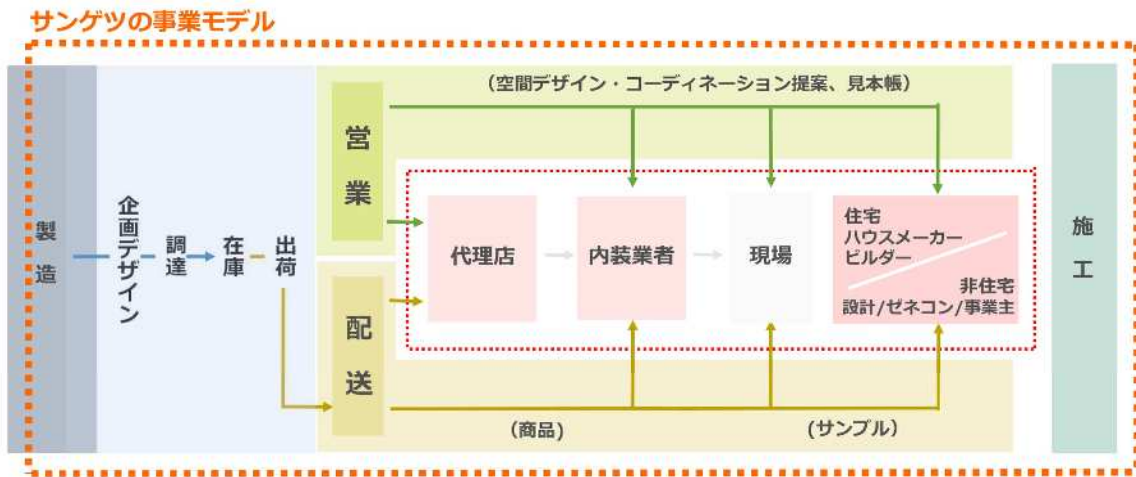 サンゲツの事業モデル
製造
企画デザイン
調達
在庫
出荷
営業
配送
(空間デザイン・コーディネーション提案、見本帳)
代理店
内装業者
現場
住宅
ハウスメーカー
ビルダー
非住宅
設計/ゼネコン/事業主
(商品)
(サンプル)
施工